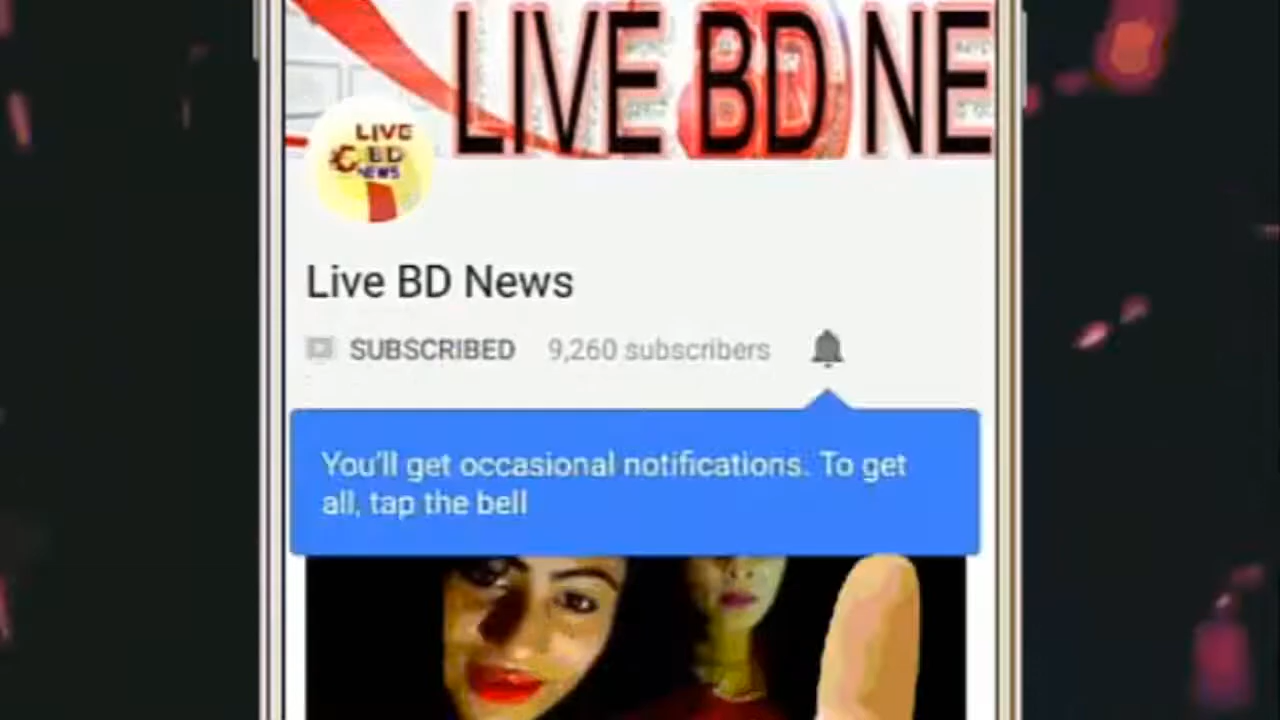 LIVE BD NE
LIVE
BD
NEWS
Live BD News
SUBSCRIBED 9,260 subscribers
You'll get occasional notifications. To get
all, tap the bell